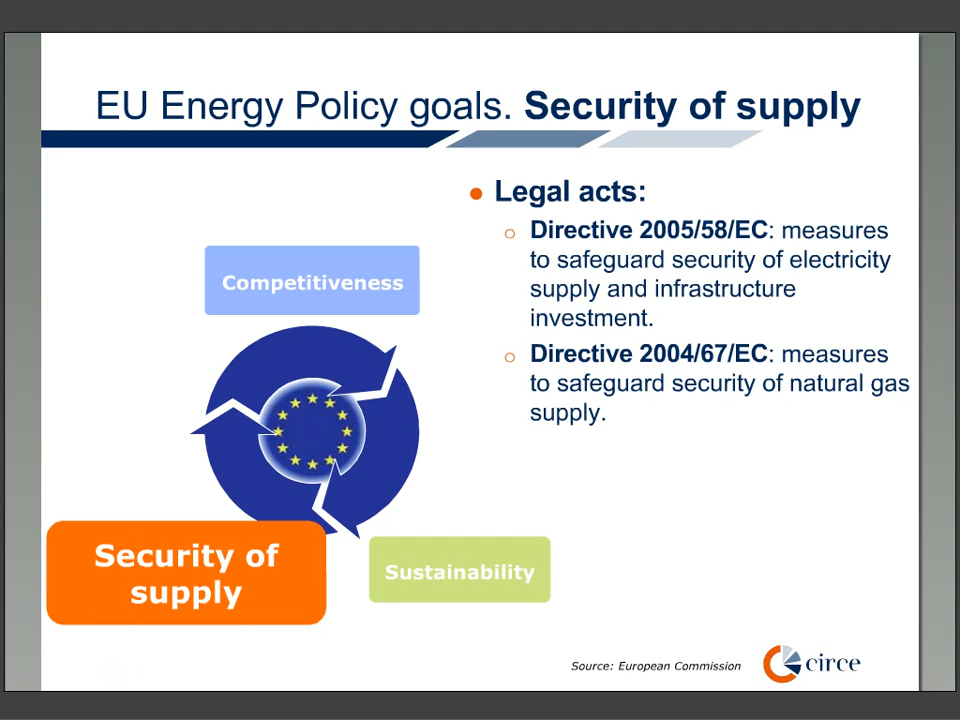 EU Energy Policy goals. Security of supply
Legal acts:
Directive 2005/58/EC: measures
to safeguard security of electricity
supply and infrastructure
investment.
Directive 2004/67/EC: measures
to safeguard security of natural gas
supply.
Competitiveness
Security of
supply
Sustainability
Source: European Commission
circe